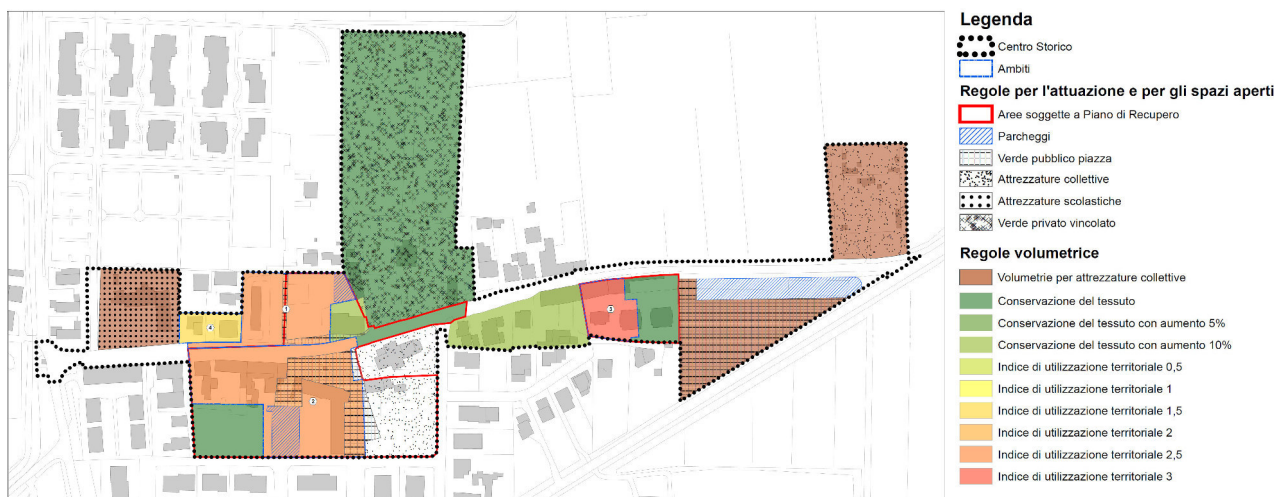 Legenda
Centro Storico
Ambiti
Regole per l'attuazione e per gli spazi aperti
Aree soggette a Piano di Recupero
Parcheggi
Verde pubblico piazza
Attrezzature collettive
Attrezzature scolastiche
Verde privato vincolato
Regole volumetrice
Volumetrie per attrezzature collettive
Conservazione del tessuto
Conservazione del tessuto con aumento 5%
Conservazione del tessuto con aumento 10%
Indice di utilizzazione territoriale 0,5
Indice di utilizzazione territoriale 1
Indice di utilizzazione territoriale 1,5
Indice di utilizzazione territoriale 2
Indice di utilizzazione territoriale 2,5
Indice di utilizzazione territoriale 3
1
3
4
2